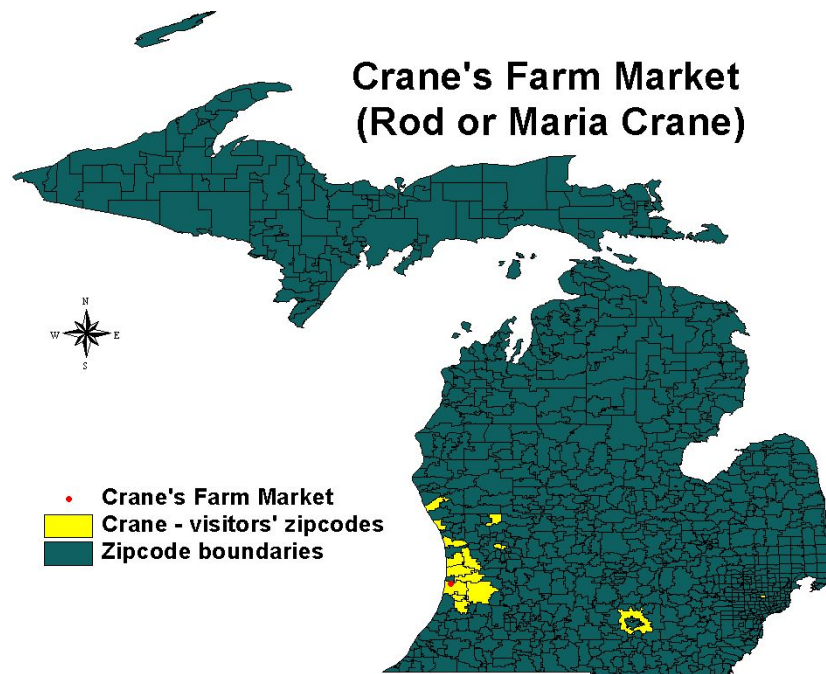 Crane's Farm Market
(Rod or Maria Crane)
N
W E
S
Crane's Farm Market
Crane - visitors' zipcodes
Zipcode boundaries